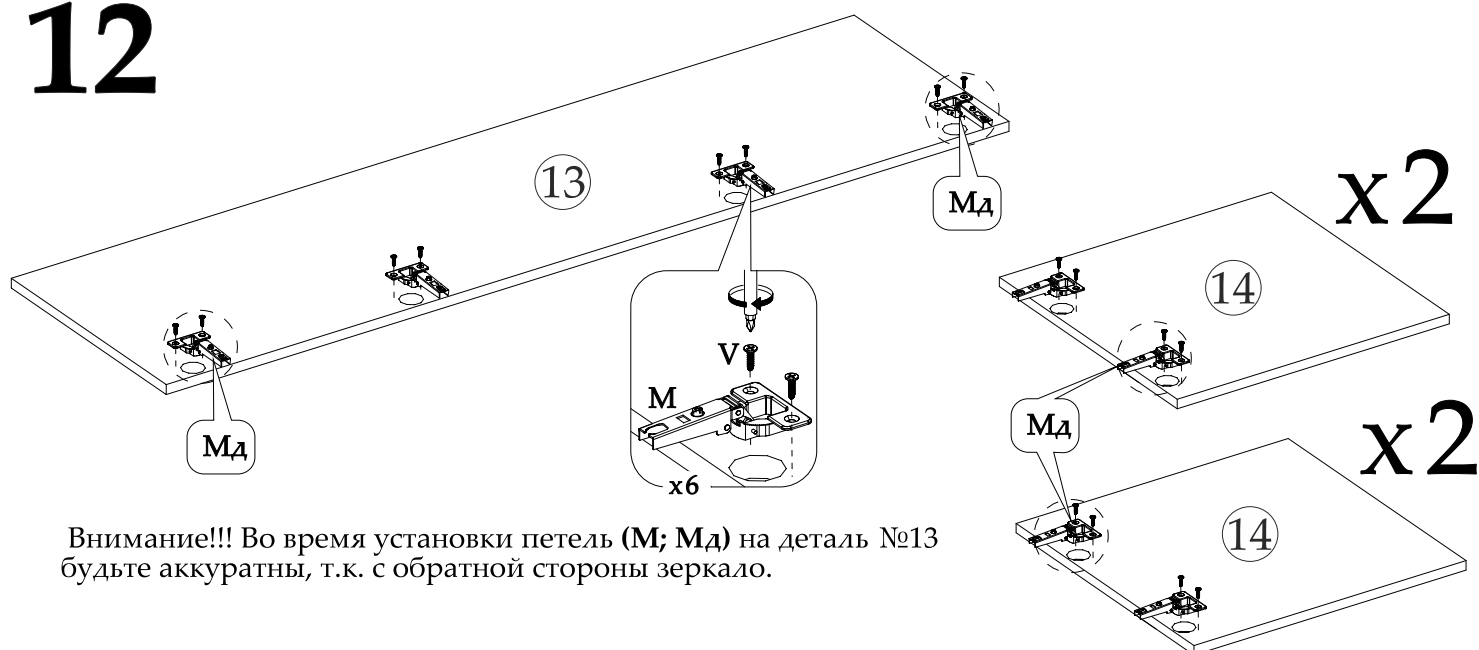 12
13
Мд
x2
14
V
M
Мд
x6
Мд
x2
14
Внимание!!! Во время установки петель (М; Мд) на деталь №13
будьте аккуратны, т.к. с обратной стороны зеркало.